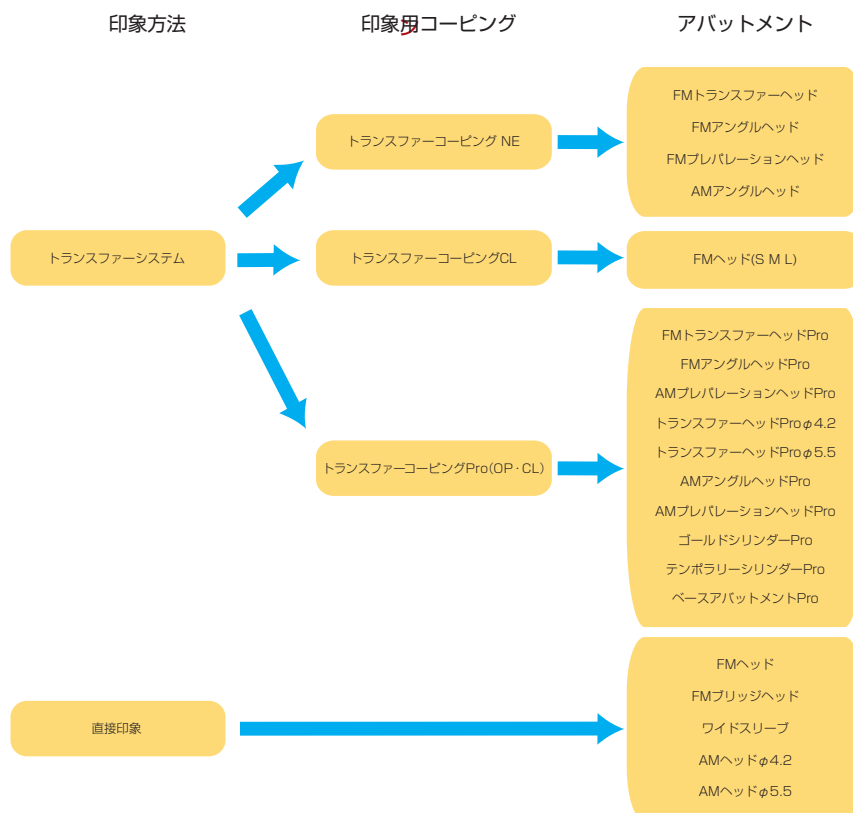 印象方法
印象用コーピング
アバットメント
トランスファーシステム
トランスファーコーピング NE
FMトランスファーヘッド
FMアングルヘッド
FMプレパレーションヘッド
AMアングルヘッド
トランスファーコーピングCL
FMヘッド(S M L)
トランスファーコーピングPro(OP・CL)
FMトランスファーヘッドPro
FMアングルヘッドPro
AMプレパレーションヘッドPro
トランスファーヘッドProφ4.2
トランスファーヘッドProφ5.5
AMアングルヘッドPro
AMプレパレーションヘッドPro
ゴールドシリンダーPro
テンポラリーシリンダーPro
ベースアバットメントPro
直接印象
FMヘッド
FMブリッジヘッド
ワイドスリーブ
AMヘッドφ4.2
AMヘッドφ5.5